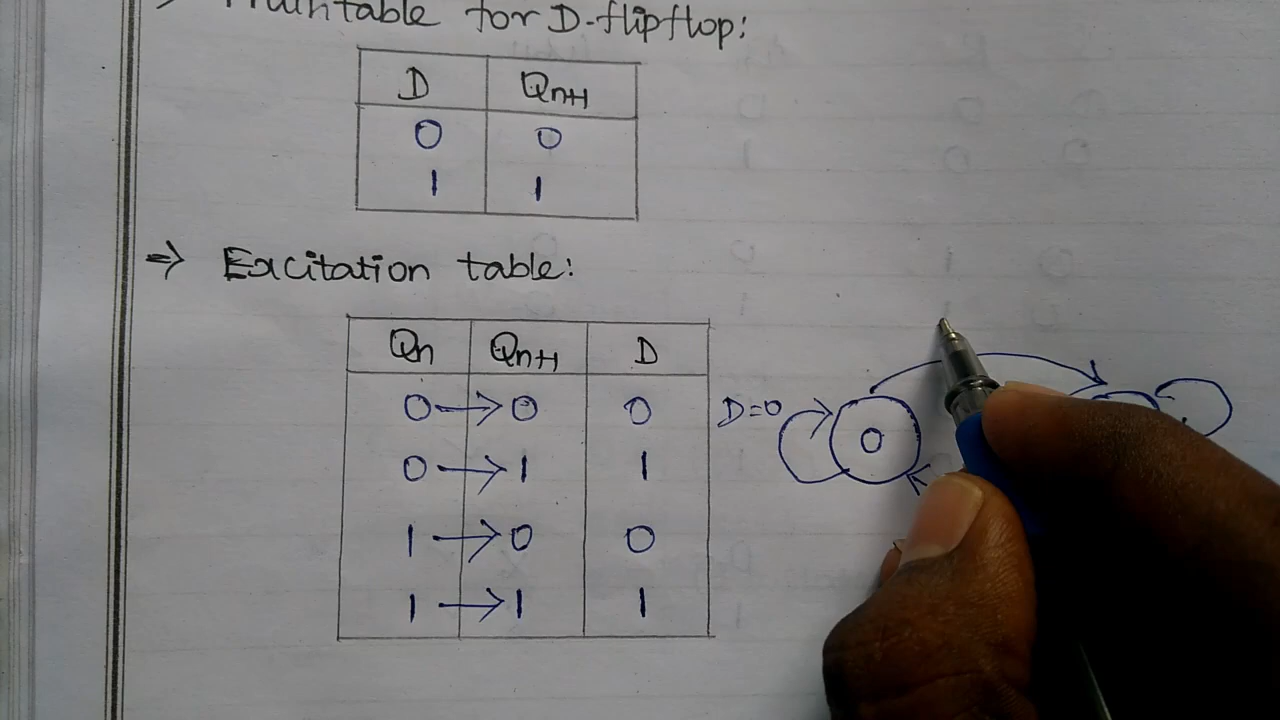 Truthtable for D-flipflop:
D Qn+1
0 0
1 1
⇒ Excitation table:
Qn Qn+1 D
0→0 0
0→1 1
1→0 0
1→1 1
D=0 0